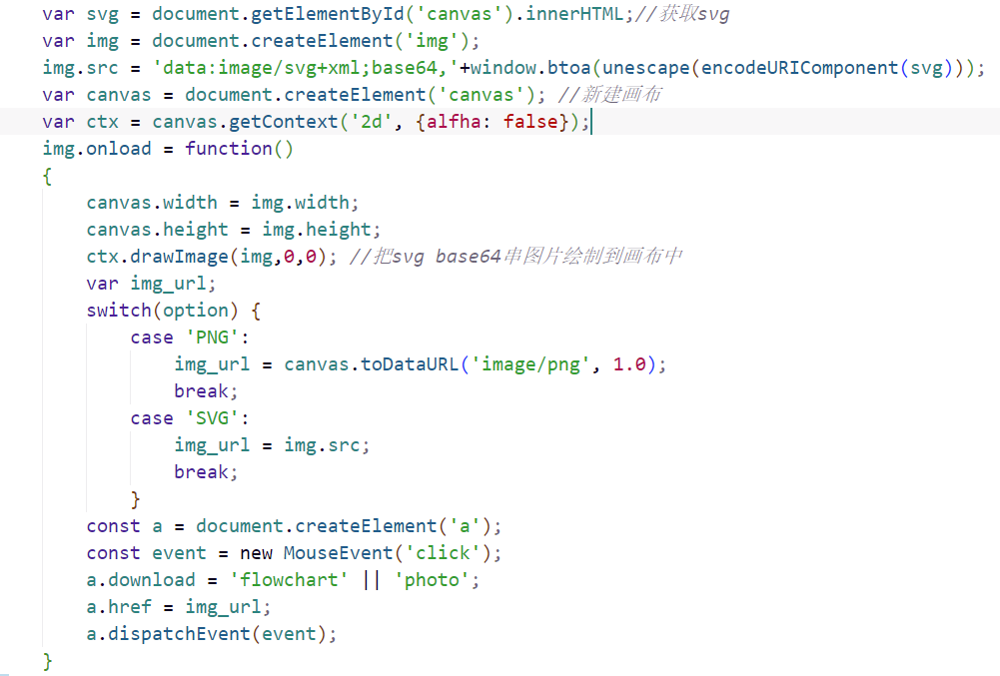 var svg = document.getElementById('canvas').innerHTML;//获取svg
var img = document.createElement('img');
img.src = 'data:image/svg+xml;base64,'+window.btoa(unescape(encodeURIComponent(svg)));
var canvas = document.createElement('canvas'); //新建画布
var ctx = canvas.getContext('2d', {alfha: false});
img.onload = function()
{
canvas.width = img.width;
canvas.height = img.height;
ctx.drawImage(img,0,0); //把svg base64串图片绘制到画布中
var img_url;
switch(option) {
case 'PNG':
img_url = canvas.toDataURL('image/png', 1.0);
break;
case 'SVG':
img_url = img.src;
break;
}
const a = document.createElement('a');
const event = new MouseEvent('click');
a.download = 'flowchart' || 'photo';
a.href = img_url;
a.dispatchEvent(event);
}